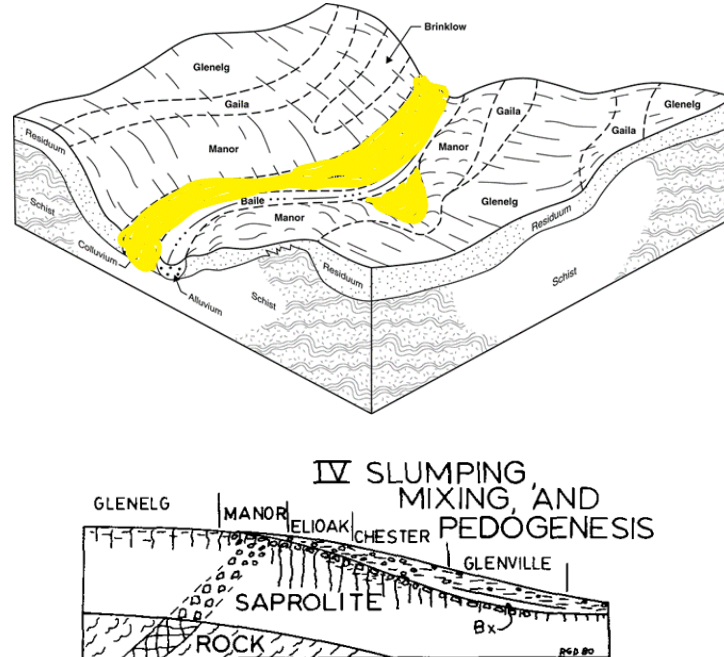 Brinklow
Glenelg
Gaila
Manor
Residuum
Schist
Colluvium
Baile
Manor
Alluvium
Schist
Residuum
Manor
Gaila
Glenelg
Gaila
Glenelg
Residuum
Schist
IV SLUMPING,
MIXING, AND
PEDOGENESIS
GLENELG
MANOR
ELIOAK
CHESTER
GLENVILLE
SAPROLITE
Bx
ROCK
RGD 80